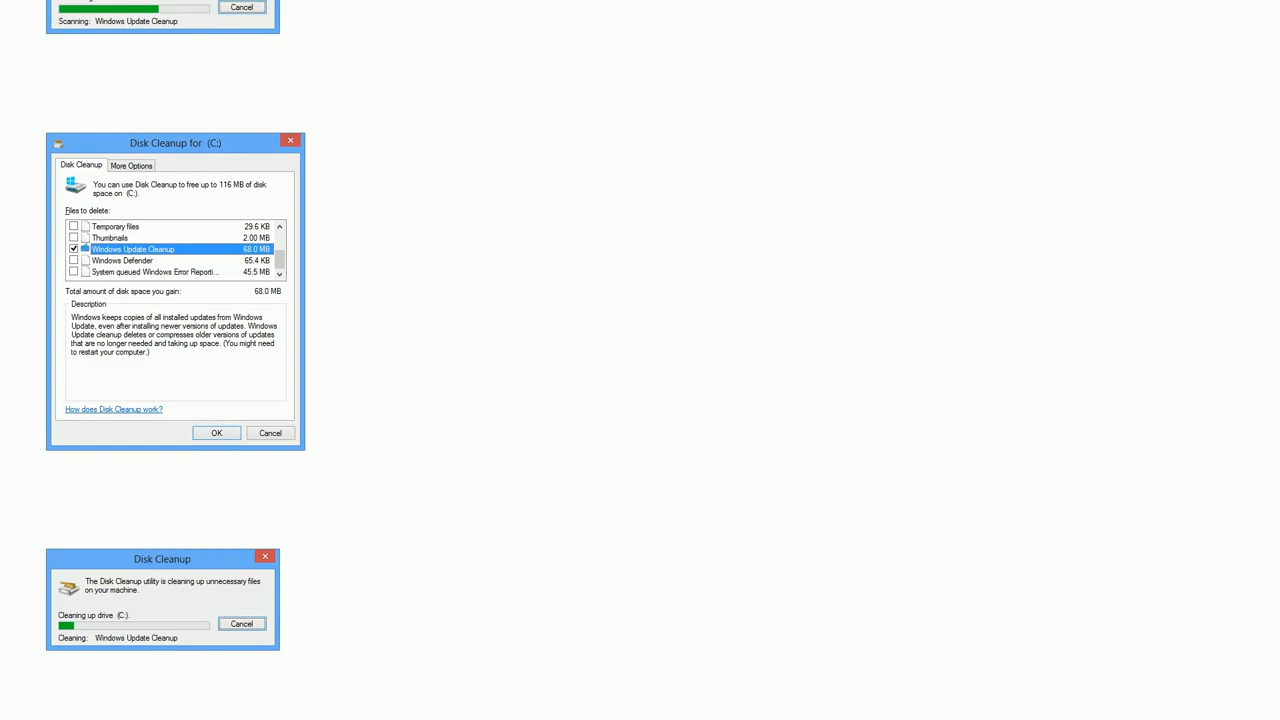 Cancel
Scanning: Windows Update Cleanup
Disk Cleanup for (C:)
Disk Cleanup More Options
You can use Disk Cleanup to free up to 116 MB of disk
space on (C:).
Files to delete:
Temporary files 29.6 KB
Thumbnails 2.00 MB
Windows Update Cleanup 68.0 MB
Windows Defender 65.4 KB
System queued Windows Error Reporti... 45.5 MB
Total amount of disk space you gain: 68.0 MB
Description
Windows keeps copies of all installed updates from Windows
Update, even after installing newer versions of updates. Windows
Update cleanup deletes or compresses older versions of updates
that are no longer needed and taking up space. (You might need
to restart your computer.)
How does Disk Cleanup work?
OK Cancel
Disk Cleanup
The Disk Cleanup utility is cleaning up unnecessary files
on your machine.
Cleaning up drive (C:).
Cancel
Cleaning: Windows Update Cleanup